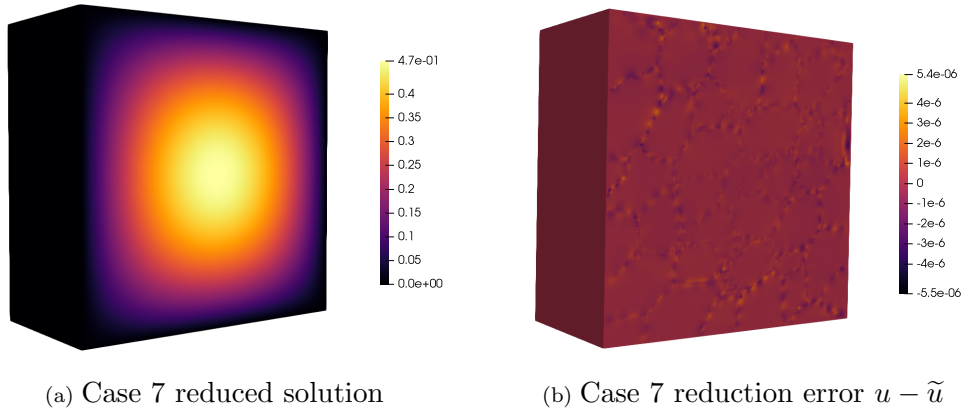 4.7e-01
0.4
0.35
0.3
0.25
0.2
0.15
0.1
0.05
0.0e+00
5.4e-06
4e-6
3e-6
2e-6
1e-6
0
-1e-6
-2e-6
-3e-6
-4e-6
-5.5e-06
(a) Case 7 reduced solution
(b) Case 7 reduction error u − ũ